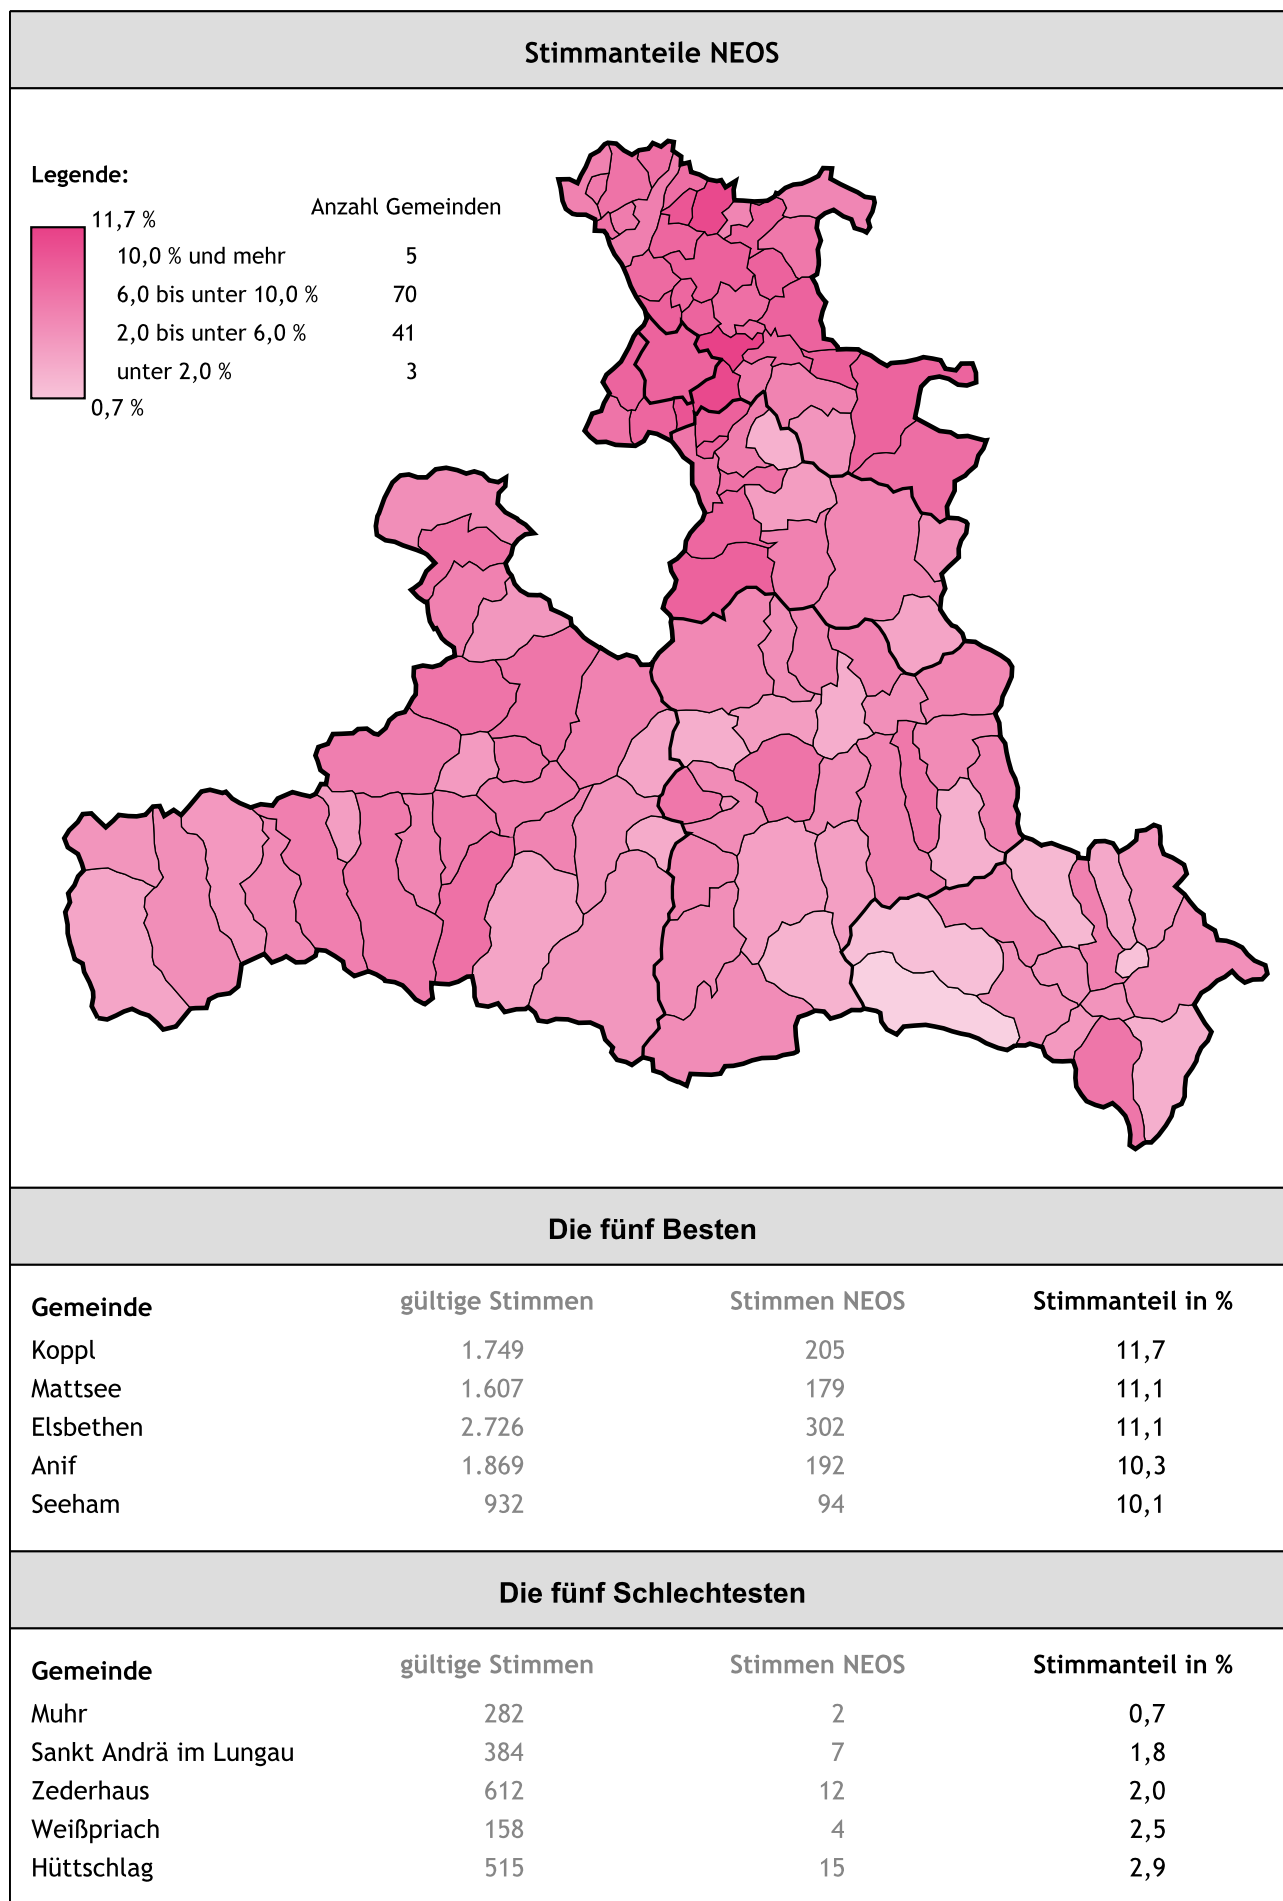 Stimmanteile NEOS
Legende:
Anzahl Gemeinden
11,7 %
10,0 % und mehr 5
6,0 bis unter 10,0 % 70
2,0 bis unter 6,0 % 41
unter 2,0 % 3
0,7 %
Die fünf Besten
Gemeinde gültige Stimmen Stimmen NEOS Stimmanteil in %
Koppl 1.749 205 11,7
Mattsee 1.607 179 11,1
Elsbethen 2.726 302 11,1
Anif 1.869 192 10,3
Seeham 932 94 10,1
Die fünf Schlechtesten
Gemeinde gültige Stimmen Stimmen NEOS Stimmanteil in %
Muhr 282 2 0,7
Sankt Andrä im Lungau 384 7 1,8
Zederhaus 612 12 2,0
Weißpriach 158 4 2,5
Hüttschlag 515 15 2,9